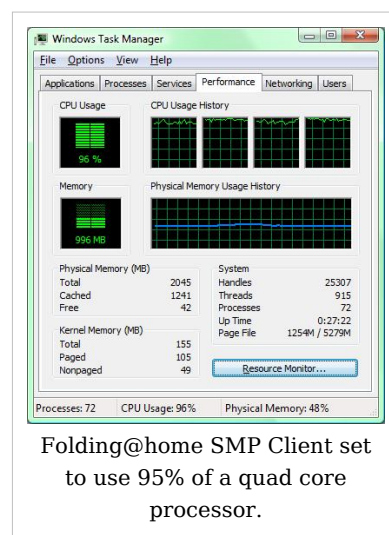 Windows Task Manager
File Options View Help
Applications Processes Services Performance Networking Users
CPU Usage CPU Usage History
96 %
Memory Physical Memory Usage History
996 MB
Physical Memory (MB)
Total 2045
Cached 1241
Free 42
Kernel Memory (MB)
Total 155
Paged 105
Nonpaged 49
System
Handles 25307
Threads 915
Processes 72
Up Time 0:27:22
Page File 1254M / 5279M
Resource Monitor...
Processes: 72 CPU Usage: 96% Physical Memory: 48%
Folding@home SMP Client set
to use 95% of a quad core
processor.